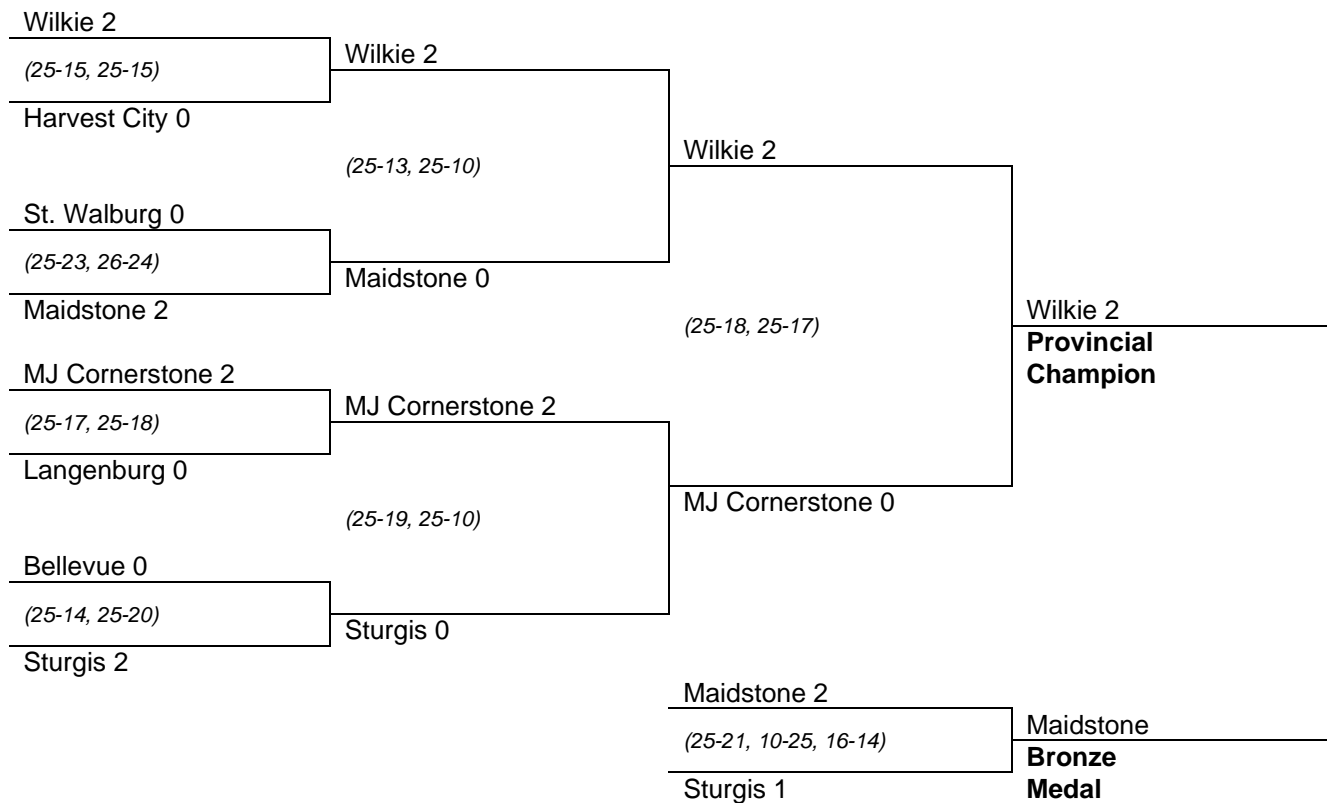 Wilkie 2
(25-15, 25-15)
Harvest City 0
Wilkie 2
(25-13, 25-10)
St. Walburg 0
(25-23, 26-24)
Maidstone 2
Maidstone 0
Wilkie 2
(25-18, 25-17)
MJ Cornerstone 2
(25-17, 25-18)
Langenburg 0
MJ Cornerstone 2
(25-19, 25-10)
Bellevue 0
(25-14, 25-20)
Sturgis 2
Sturgis 0
MJ Cornerstone 0
Wilkie 2
Provincial
Champion
Maidstone 2
(25-21, 10-25, 16-14)
Sturgis 1
Maidstone
Bronze
Medal